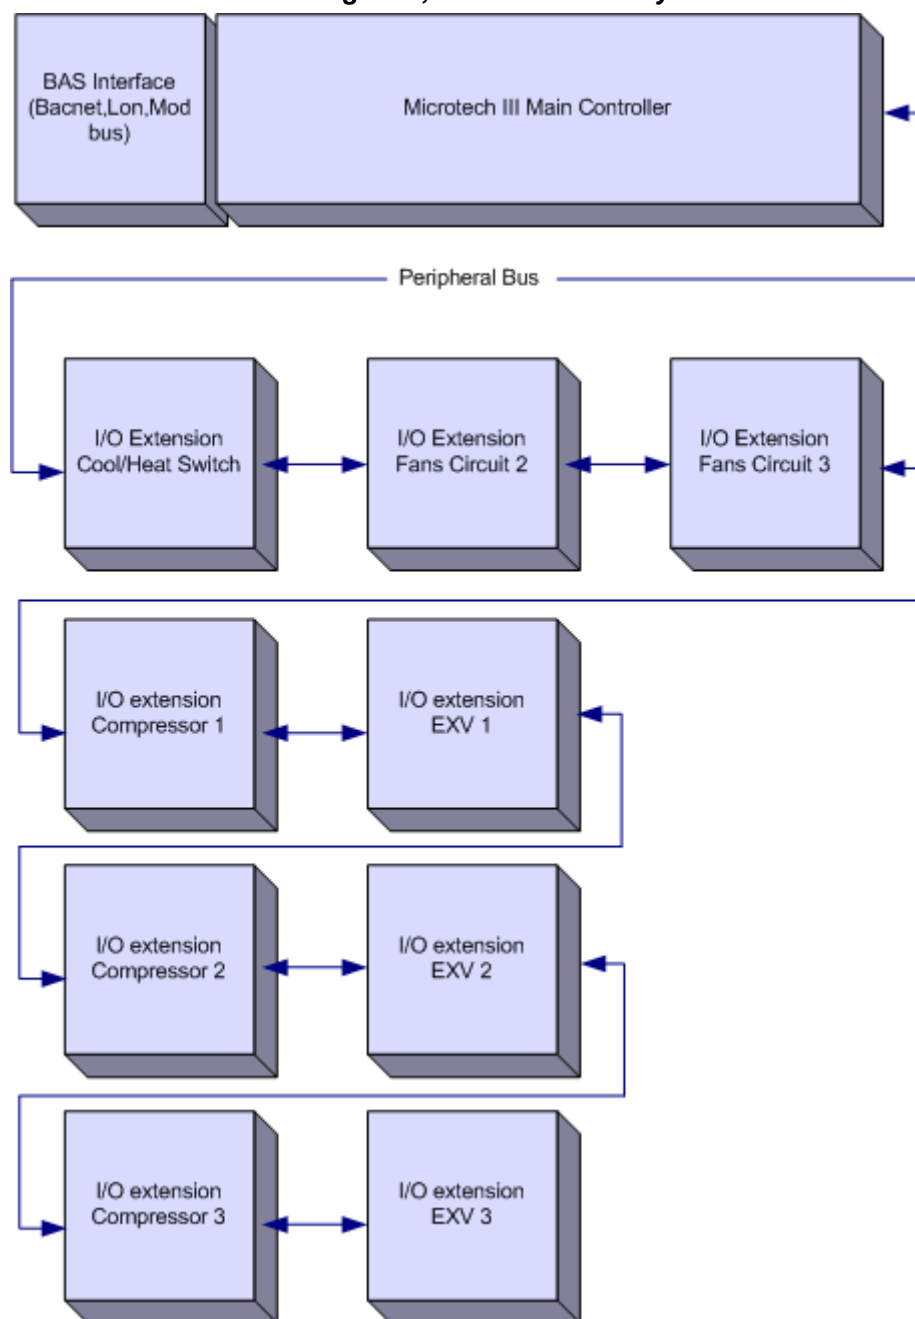 BAS Interface
(Bacnet,Lon,Mod
bus)
Microtech III Main Controller
Peripheral Bus
I/O Extension
Cool/Heat Switch
I/O Extension
Fans Circuit 2
I/O Extension
Fans Circuit 3
I/O extension
Compressor 1
I/O extension
EXV 1
I/O extension
Compressor 2
I/O extension
EXV 2
I/O extension
Compressor 3
I/O extension
EXV 3